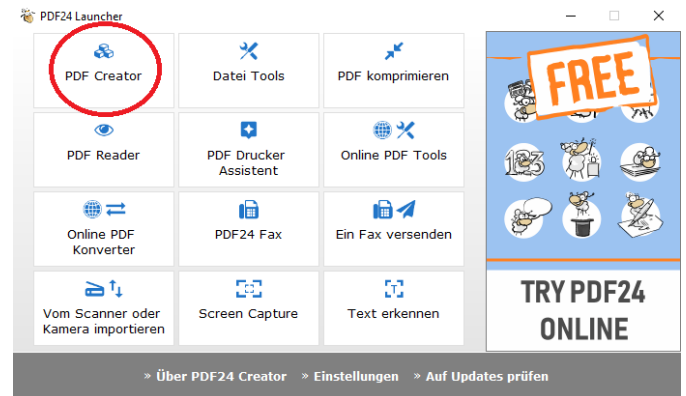 PDF24 Launcher
PDF Creator
Datei Tools
PDF komprimieren
PDF Reader
PDF Drucker
Assistent
Online PDF Tools
Online PDF
Konverter
PDF24 Fax
Ein Fax versenden
Vom Scanner oder
Kamera importieren
Screen Capture
Text erkennen
FREE
123
TRY PDF24
ONLINE
» Über PDF24 Creator » Einstellungen » Auf Updates prüfen